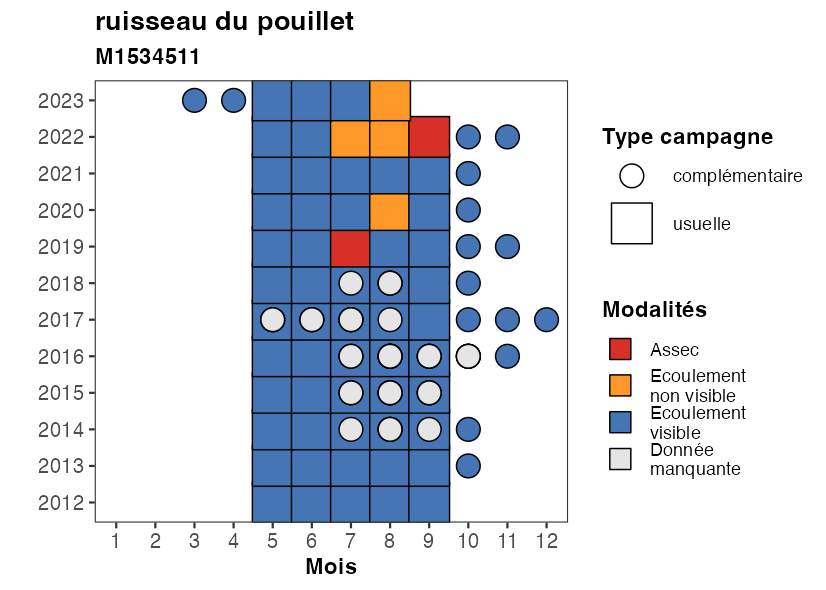 ruisseau du pouillet
M1534511
2023
2022
2021
2020
2019
2018
2017
2016
2015
2014
2013
2012
1 2 3 4 5 6 7 8 9 10 11 12
Mois
Type campagne
complémentaire
usuelle
Modalités
Assec
Ecoulement
non visible
Ecoulement
visible
Donnée
manquante